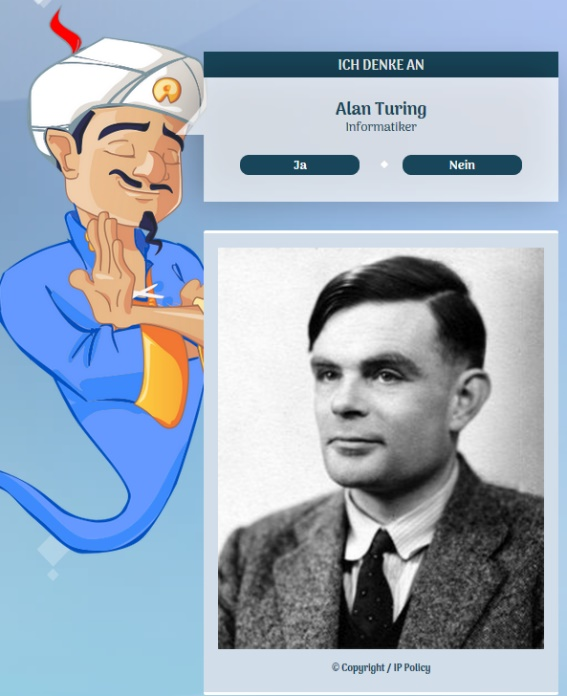 ICH DENKE AN
Alan Turing
Informatiker
Ja
Nein
© Copyright / IP Policy